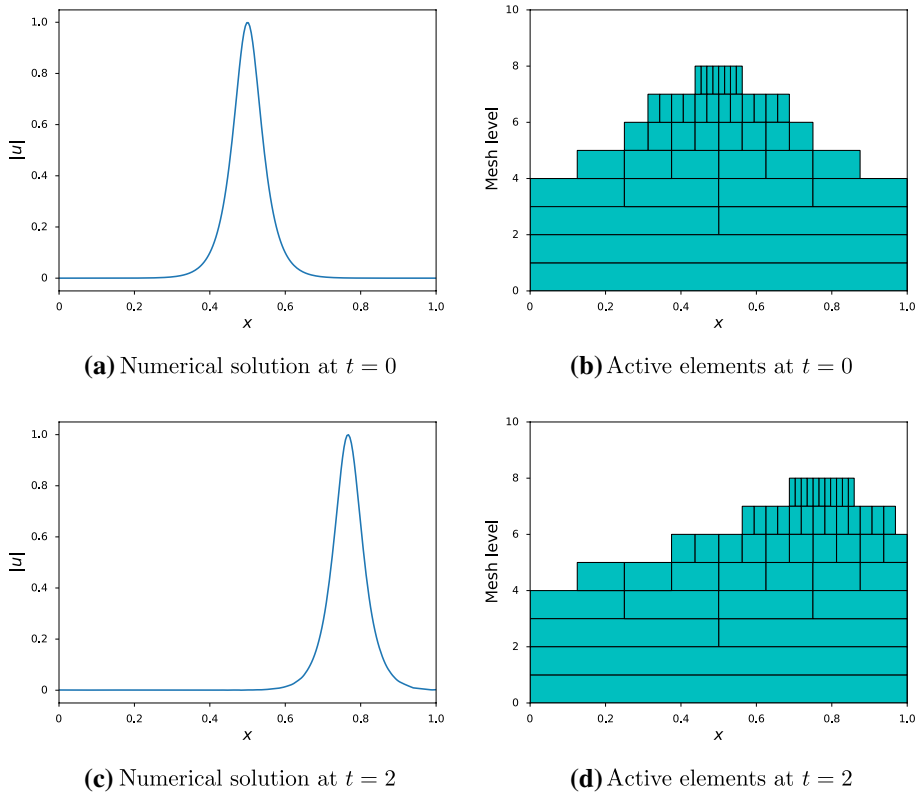 1.0
0.8
0.6
0.4
0.2
0
|u|
0 0.2 0.4 0.6 0.8 1.0
x
(a) Numerical solution at t = 0
10
8
6
4
2
0
Mesh level
0 0.2 0.4 0.6 0.8 1.0
x
(b) Active elements at t = 0
1.0
0.8
0.6
0.4
0.2
0
|u|
0 0.2 0.4 0.6 0.8 1.0
x
(c) Numerical solution at t = 2
10
8
6
4
2
0
Mesh level
0 0.2 0.4 0.6 0.8 1.0
x
(d) Active elements at t = 2